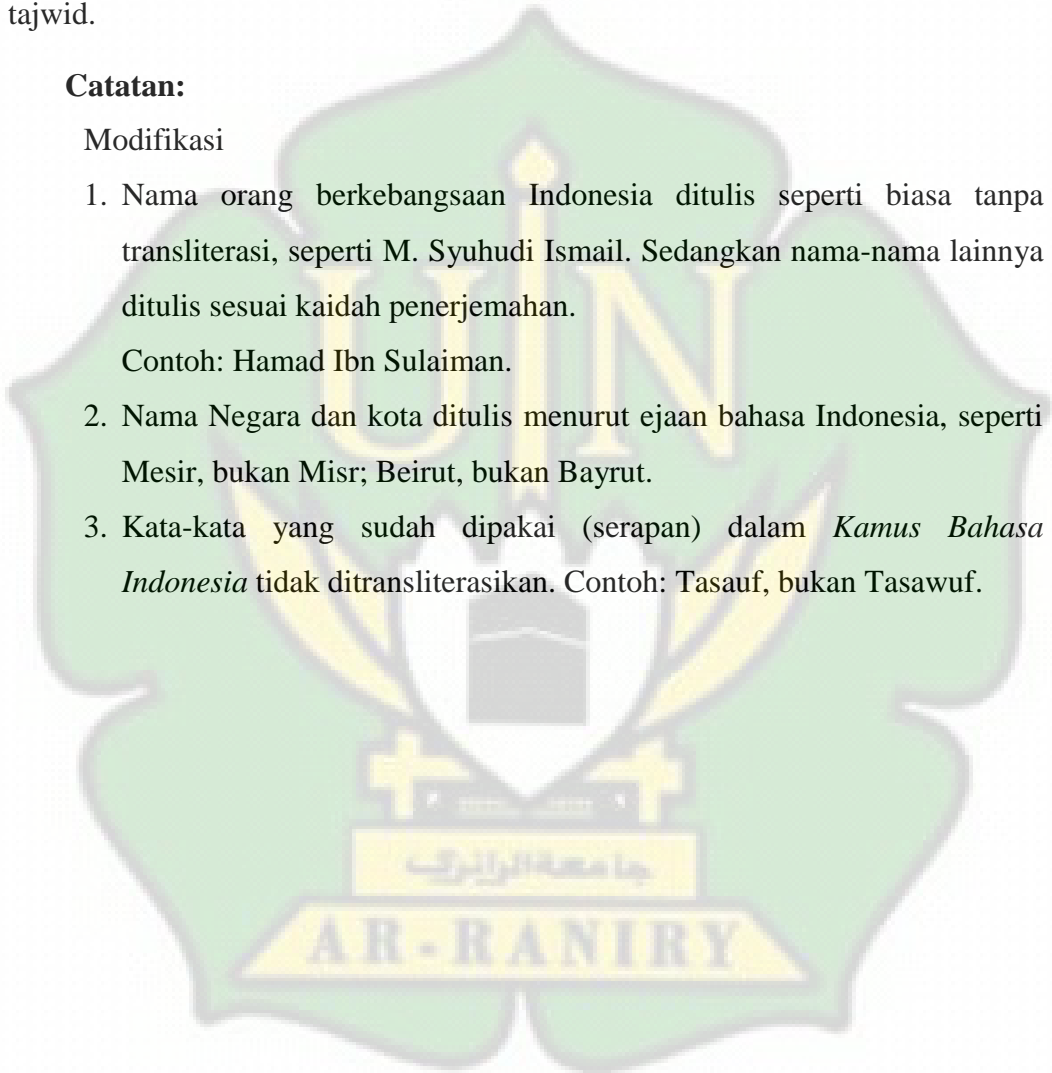 tajwid.
Catatan:
Modifikasi
1. Nama orang berkebangsaan Indonesia ditulis seperti biasa tanpa
transliterasi, seperti M. Syuhudi Ismail. Sedangkan nama-nama lainnya
ditulis sesuai kaidah penerjemahan.
Contoh: Hamad Ibn Sulaiman.
2. Nama Negara dan kota ditulis menurut ejaan bahasa Indonesia, seperti
Mesir, bukan Misr; Beirut, bukan Bayrut.
3. Kata-kata yang sudah dipakai (serapan) dalam Kamus Bahasa
Indonesia tidak ditransliterasikan. Contoh: Tasauf, bukan Tasawuf.
UIN
جامعة الرانري
AR-RANIRY